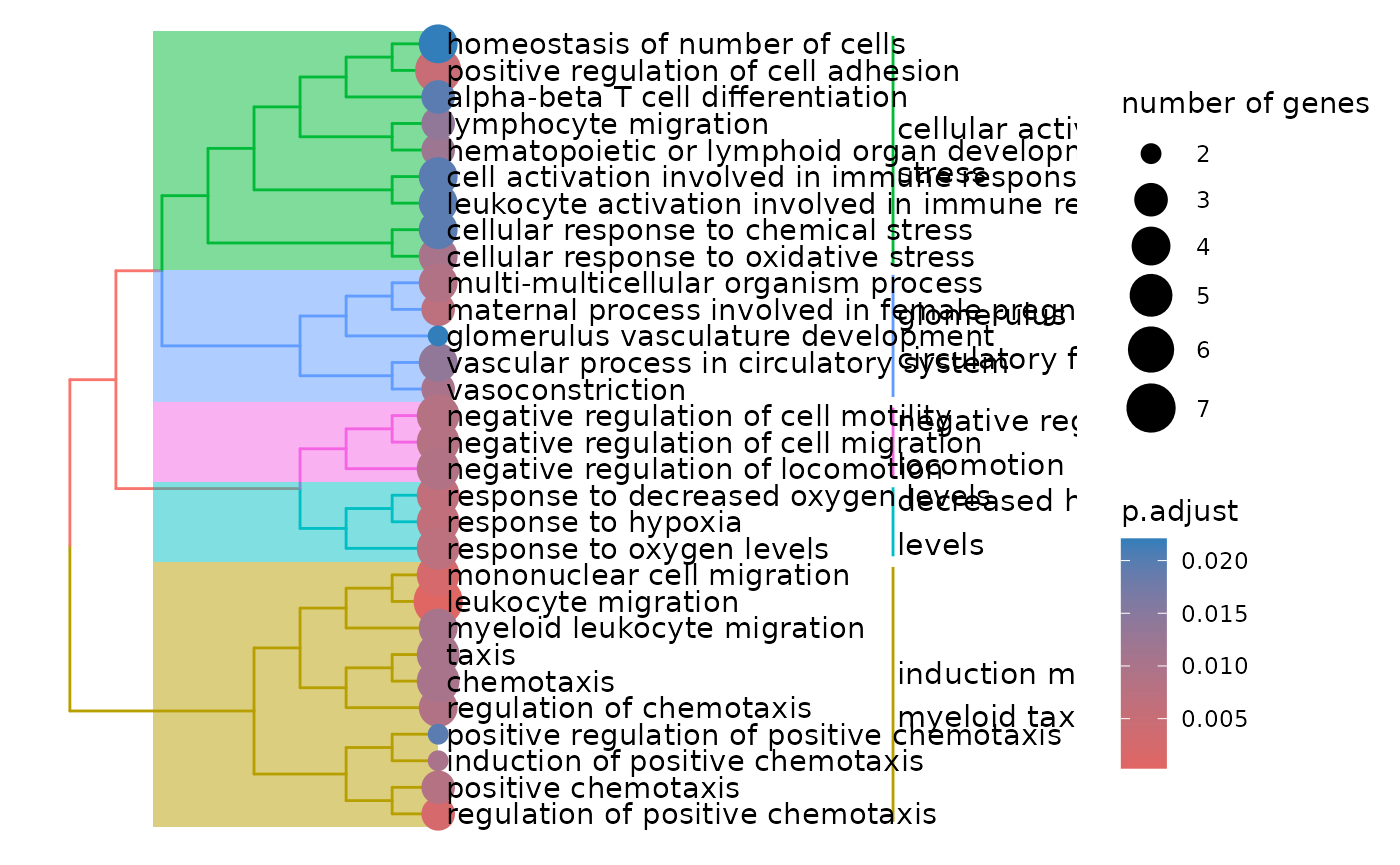 homeostasis of number of cells
positive regulation of cell adhesion
alpha-beta T cell differentiation
lymphocyte migration
hematopoietic or lymphoid organ developm
cell activation involved in immune respons
leukocyte activation involved in immune re
cellular response to chemical stress
cellular response to oxidative stress
multi-multicellular organism process
maternal process involved in female pregn
glomerulus vasculature development
vascular process in circulatory system
vasoconstriction
negative regulation of cell motility
negative regulation of cell migration
negative regulation of locomotion
response to decreased oxygen levels
response to hypoxia
response to oxygen levels
mononuclear cell migration
leukocyte migration
myeloid leukocyte migration
taxis
chemotaxis
regulation of chemotaxis
positive regulation of positive chemotaxis
induction of positive chemotaxis
positive chemotaxis
regulation of positive chemotaxis
cellular activ
stress
glomerulus
circulatory f
negative reg
locomotion
decreased h
levels
induction m
myeloid tax
number of genes
2
3
4
5
6
7
p.adjust
0.020
0.015
0.010
0.005